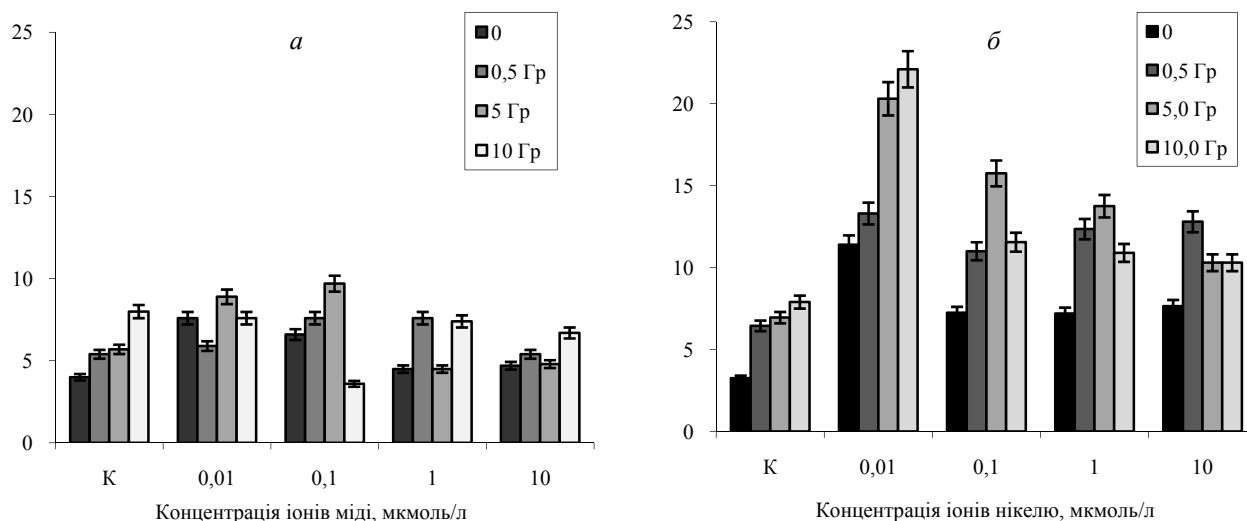 а
25
20
15
10
5
0
0
0,5 Гр
5 Гр
10 Гр
К 0,01 0,1 1 10
Концентрація іонів міді, мкмоль/л
б
25
20
15
10
5
0
0
0,5 Гр
5,0 Гр
10,0 Гр
К 0,01 0,1 1 10
Концентрація іонів нікелю, мкмоль/л